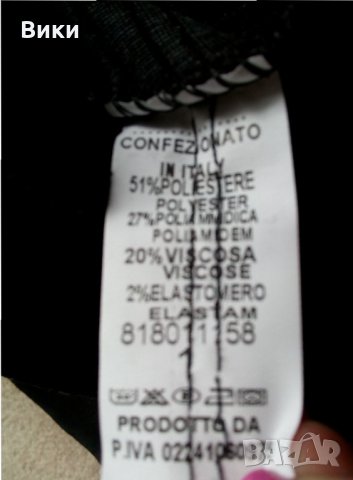 Вики
CONFEZIONATO
IN ITALY
51%POLIESTERE
POLYESTER
27%POLIAMMIDICA
POLIAMIDEM
20%VISCOSA
VISCOSE
2%ELASTOMERO
ELASTAM
818011158
PRODOTTO DA
P.IVA
BAZAR